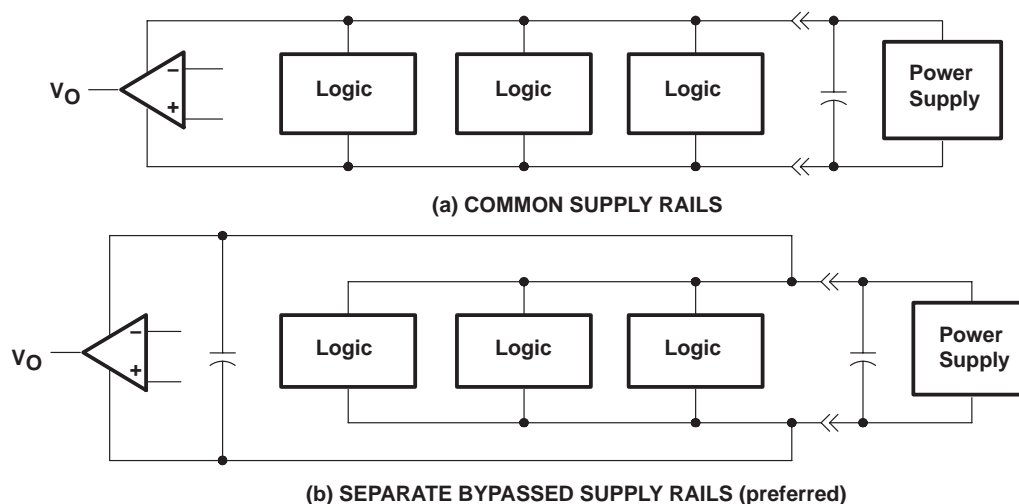 Logic
Logic
Logic
Power
Supply
VO
−
+
(a) COMMON SUPPLY RAILS
Logic
Logic
Logic
Power
Supply
VO
−
+
(b) SEPARATE BYPASSED SUPPLY RAILS (preferred)